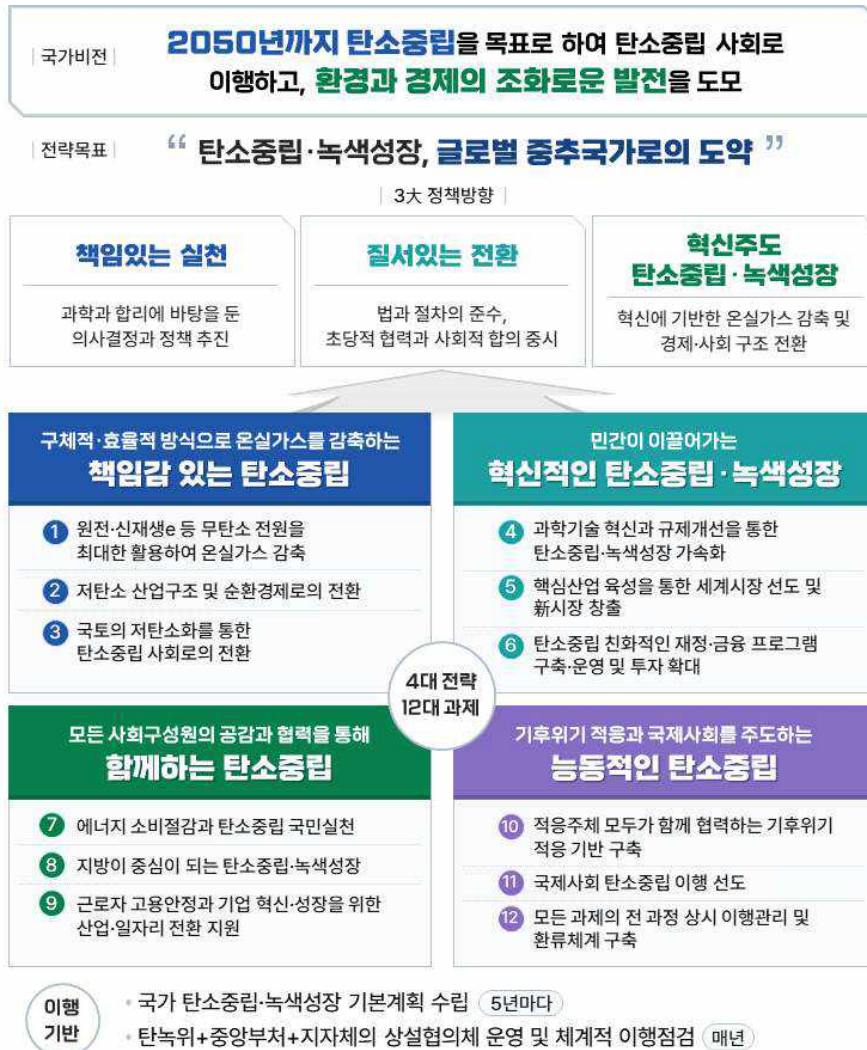 국가비전
2050년까지 탄소중립을 목표로 하여 탄소중립 사회로
이행하고, 환경과 경제의 조화로운 발전을 도모
전략목표
“ 탄소중립·녹색성장, 글로벌 중추국가로의 도약 ”
3大 정책방향
책임있는 실천
과학과 합리에 바탕을 둔
의사결정과 정책 추진
질서있는 전환
법과 절차의 준수,
초당적 협력과 사회적 합의 중시
혁신주도
탄소중립·녹색성장
혁신에 기반한 온실가스 감축 및
경제·사회 구조 전환
구체적·효율적 방식으로 온실가스를 감축하는
책임감 있는 탄소중립
1 원전·신재생e 등 무탄소 전원을
최대한 활용하여 온실가스 감축
2 저탄소 산업구조 및 순환경제로의 전환
3 국토의 저탄소화를 통한
탄소중립 사회로의 전환
민간이 이끌어가는
혁신적인 탄소중립·녹색성장
4 과학기술 혁신과 규제개선을 통한
탄소중립·녹색성장 가속화
5 핵심산업 육성을 통한 세계시장 선도 및
新시장 창출
6 탄소중립 친화적인 재정·금융 프로그램
구축·운영 및 투자 확대
4대 전략
12대 과제
모든 사회구성원의 공감과 협력을 통해
함께하는 탄소중립
7 에너지 소비절감과 탄소중립 국민실천
8 지방이 중심이 되는 탄소중립·녹색성장
9 근로자 고용안정과 기업 혁신·성장을 위한
산업·일자리 전환 지원
기후위기 적응과 국제사회를 주도하는
능동적인 탄소중립
10 적응주체 모두가 함께 협력하는 기후위기
적응 기반 구축
11 국제사회 탄소중립 이행 선도
12 모든 과제의 전 과정 상시 이행관리 및
환류체계 구축
이행
기반
· 국가 탄소중립·녹색성장 기본계획 수립 5년마다
· 탄녹위+중앙부처+지자체의 상설협의체 운영 및 체계적 이행점검 매년